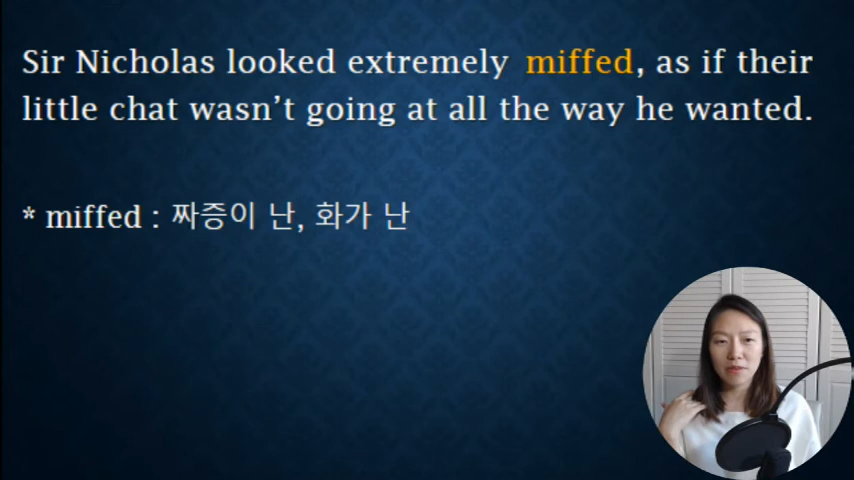 Sir Nicholas looked extremely miffed, as if their
little chat wasn’t going at all the way he wanted.
* miffed : 짜증이 난, 화가 난